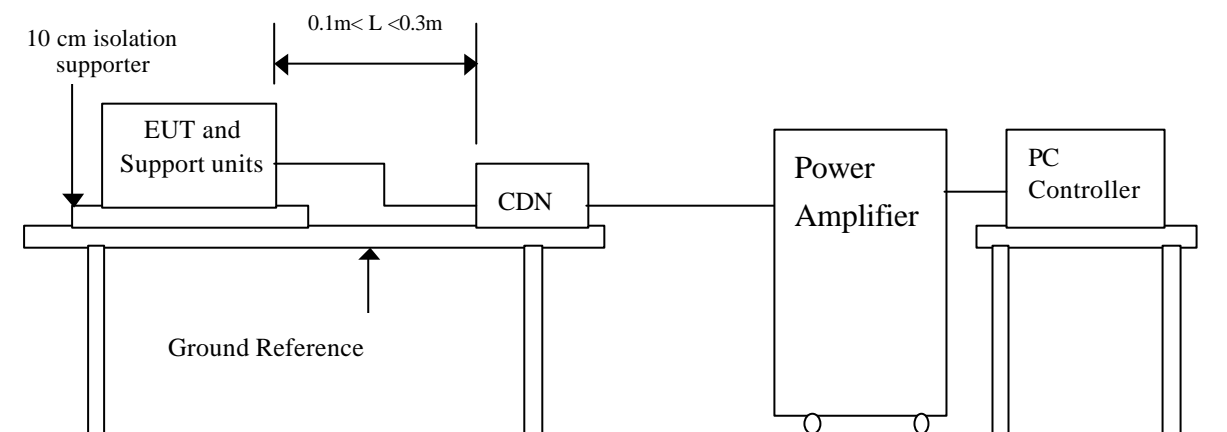 0.1m< L <0.3m
10 cm isolation
supporter
EUT and
Support units
CDN
Power
Amplifier
PC
Controller
Ground Reference